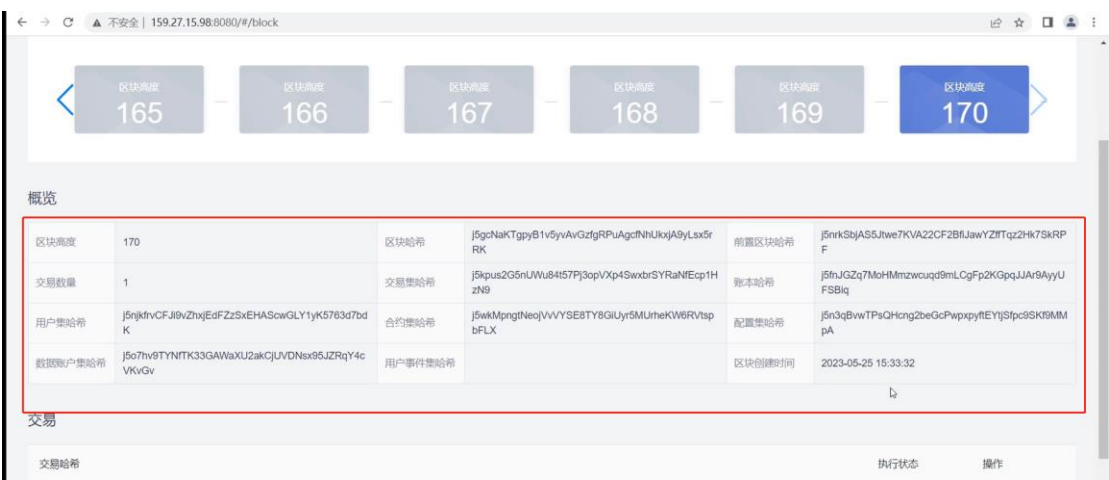 不安全 | 159.27.15.98:8080/#/block
区块高度 区块高度 区块高度 区块高度 区块高度 区块高度
165 166 167 168 169 170
概览
区块高度 170 区块哈希 j5gcNaKTgpyB1v5yvAvGzfgRPuAgcfNhUkxjA9yLsx5r 前置区块哈希 j5nrkSbjAS5Jtwe7KVA22CF2BflJawYZffTqz2Hk7SkRP
RK F
交易数量 1 交易集哈希 j5kpus2G5nUWu84t57Pj3opVXp4SwxbrSYRaNfEcp1H 账本哈希 j5fnJGZq7MoHMmzwcuqd9mLCgFp2KGpqJJAr9AyyU
zN9 FSBiq
用户集哈希 j5njkfrvCFJi9vZhxjEdFZzSxEHAScwGLY1yK5763d7bd 合约集哈希 j5wkMpngtNeojVvVYSE8TY8GiUyr5MUrheKW6RVtsp 配置集哈希 j5n3qBvwTPsQHcng2beGcPwpxpyftEYtjSfpc9SKf9MM
K bFLX pA
数据账户集哈希 j5o7hv9TYNfTK33GAWaXU2akCjUVDNsx95JZRqY4c 用户事件集哈希 区块创建时间 2023-05-25 15:33:32
VKvGv
交易
交易哈希 执行状态 操作